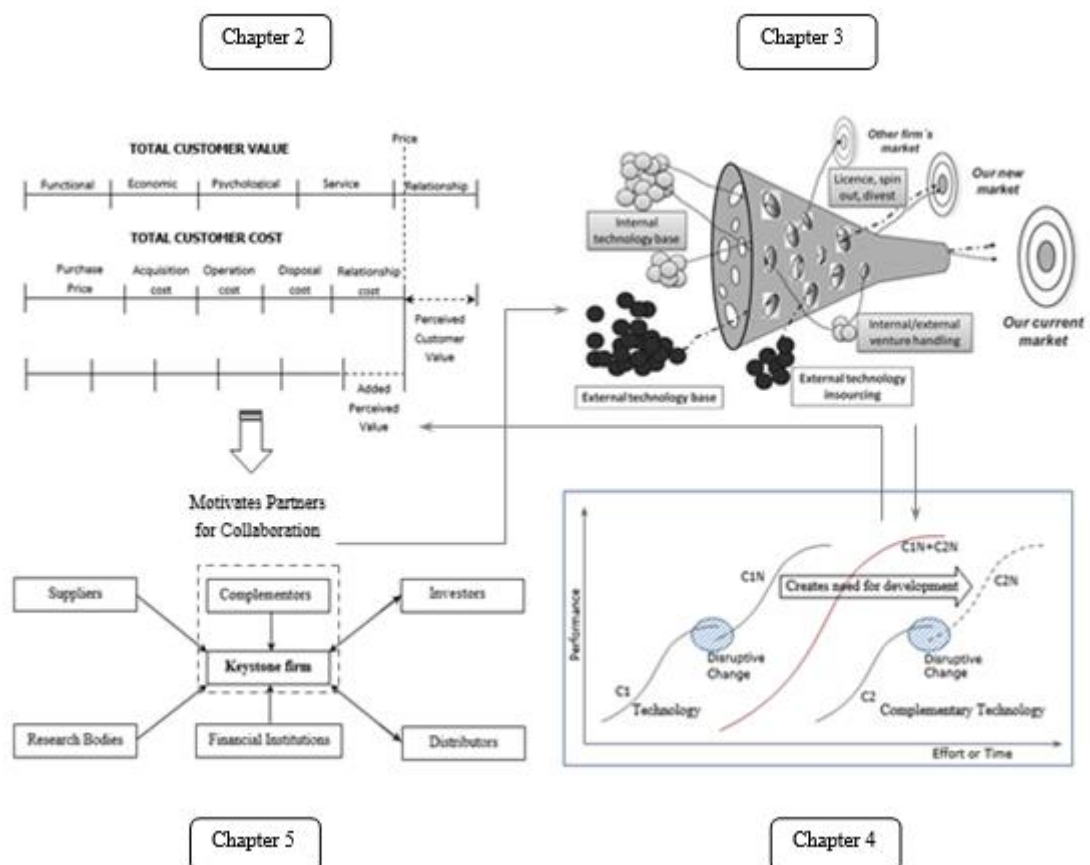 Chapter 2
Chapter 3
Price
TOTAL CUSTOMER VALUE
Functional
Economic
Psychological
Service
Relationship
TOTAL CUSTOMER COST
Purchase
Price
Acquisition
cost
Operation
cost
Disposal
cost
Relationship
cost
Perceived
Customer
Value
Added
Perceived
Value
Other firm's
market
Our new
market
Licence, spin
out, divest
Internal
technology base
Our current
market
Internal/external
venture handling
External technology
insourcing
External technology base
Motivates Partners
for Collaboration
Suppliers
Complementors
Investors
Keystone firm
Research Bodies
Financial Institutions
Distributors
Performance
C1N
C1N+C2N
C2N
Creates need for development
Disruptive
Change
Disruptive
Change
C1
Technology
C2
Complementary Technology
Effort or Time
Chapter 5
Chapter 4